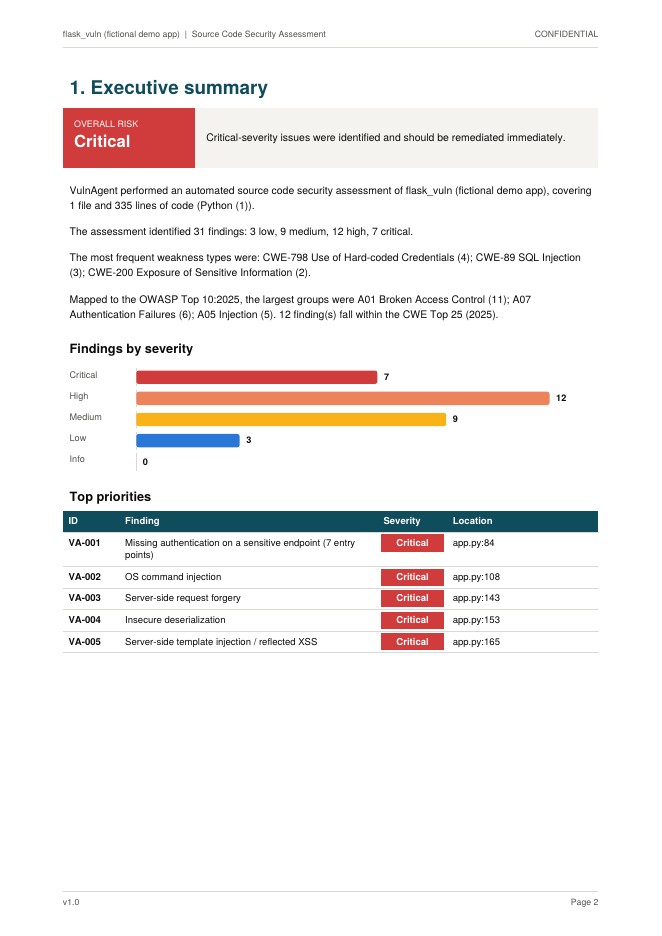 flask_vuln (fictional demo app) | Source Code Security Assessment CONFIDENTIAL
1. Executive summary
OVERALL RISK
Critical
Critical-severity issues were identified and should be remediated immediately.
VulnAgent performed an automated source code security assessment of flask_vuln (fictional demo app), covering
1 file and 335 lines of code (Python (1)).
The assessment identified 31 findings: 3 low, 9 medium, 12 high, 7 critical.
The most frequent weakness types were: CWE-798 Use of Hard-coded Credentials (4); CWE-89 SQL Injection
(3); CWE-200 Exposure of Sensitive Information (2).
Mapped to the OWASP Top 10:2025, the largest groups were A01 Broken Access Control (11); A07
Authentication Failures (6); A05 Injection (5). 12 finding(s) fall within the CWE Top 25 (2025).
Findings by severity
Critical 7
High 12
Medium 9
Low 3
Info 0
Top priorities
ID Finding Severity Location
VA-001 Missing authentication on a sensitive endpoint (7 entry Critical app.py:84
points)
VA-002 OS command injection Critical app.py:108
VA-003 Server-side request forgery Critical app.py:143
VA-004 Insecure deserialization Critical app.py:153
VA-005 Server-side template injection / reflected XSS Critical app.py:165
v1.0 Page 2